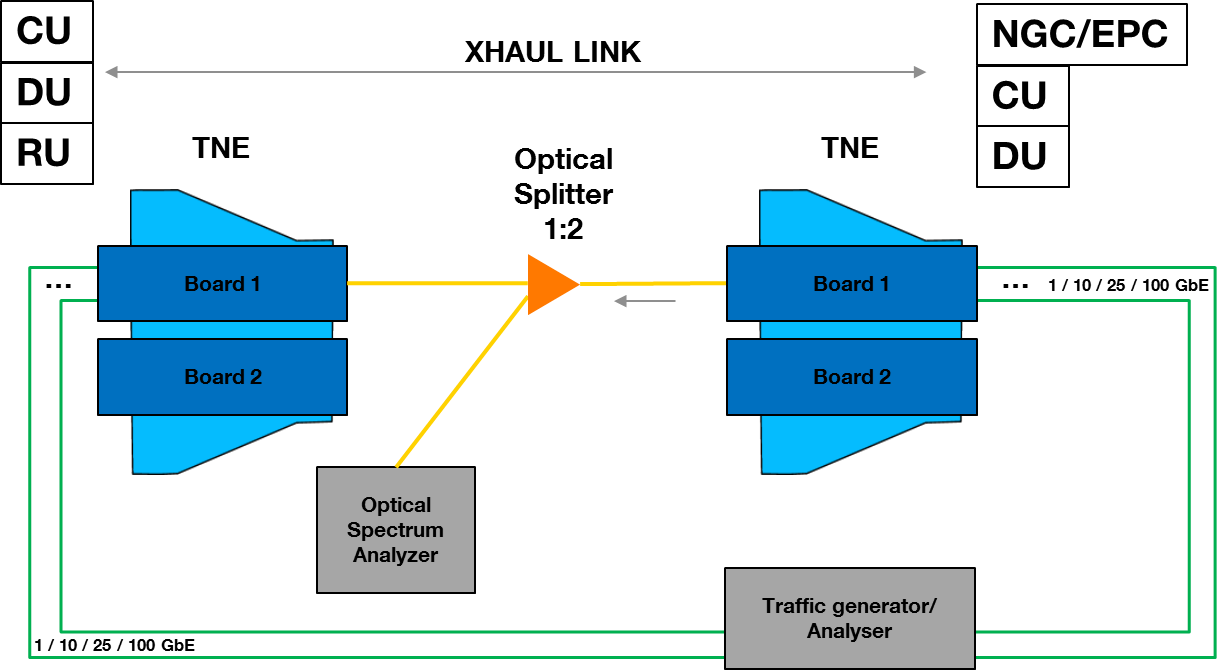 CU
DU
RU
XHAUL LINK
NGC/EPC
CU
DU
TNE
Optical
Splitter
1:2
TNE
Board 1
Board 2
Board 1
Board 2
...
... 1 / 10 / 25 / 100 GbE
Optical
Spectrum
Analyzer
Traffic generator/
Analyser
1 / 10 / 25 / 100 GbE